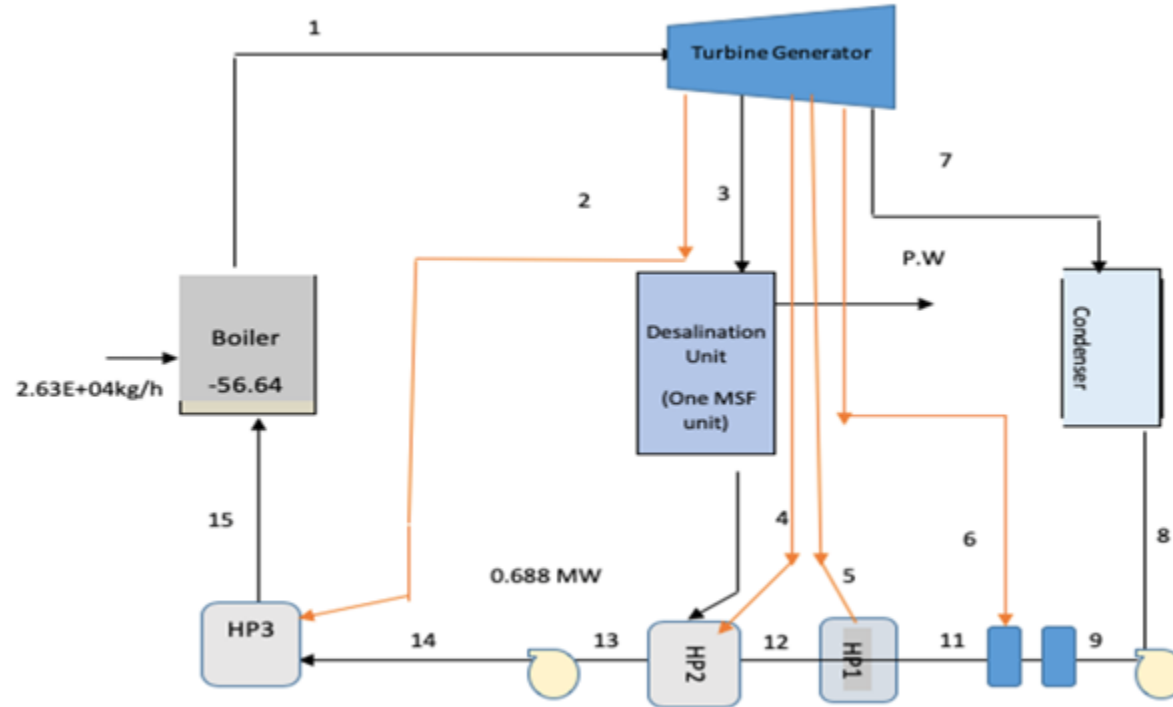 1
Turbine Generator
7
2
3
P.W
Boiler
-56.64
2.63E+04kg/h
Desalination
Unit
(One MSF
unit)
Condenser
15
4
6
8
0.688 MW
5
HP3
14
13
HP2
12
HP1
11
9